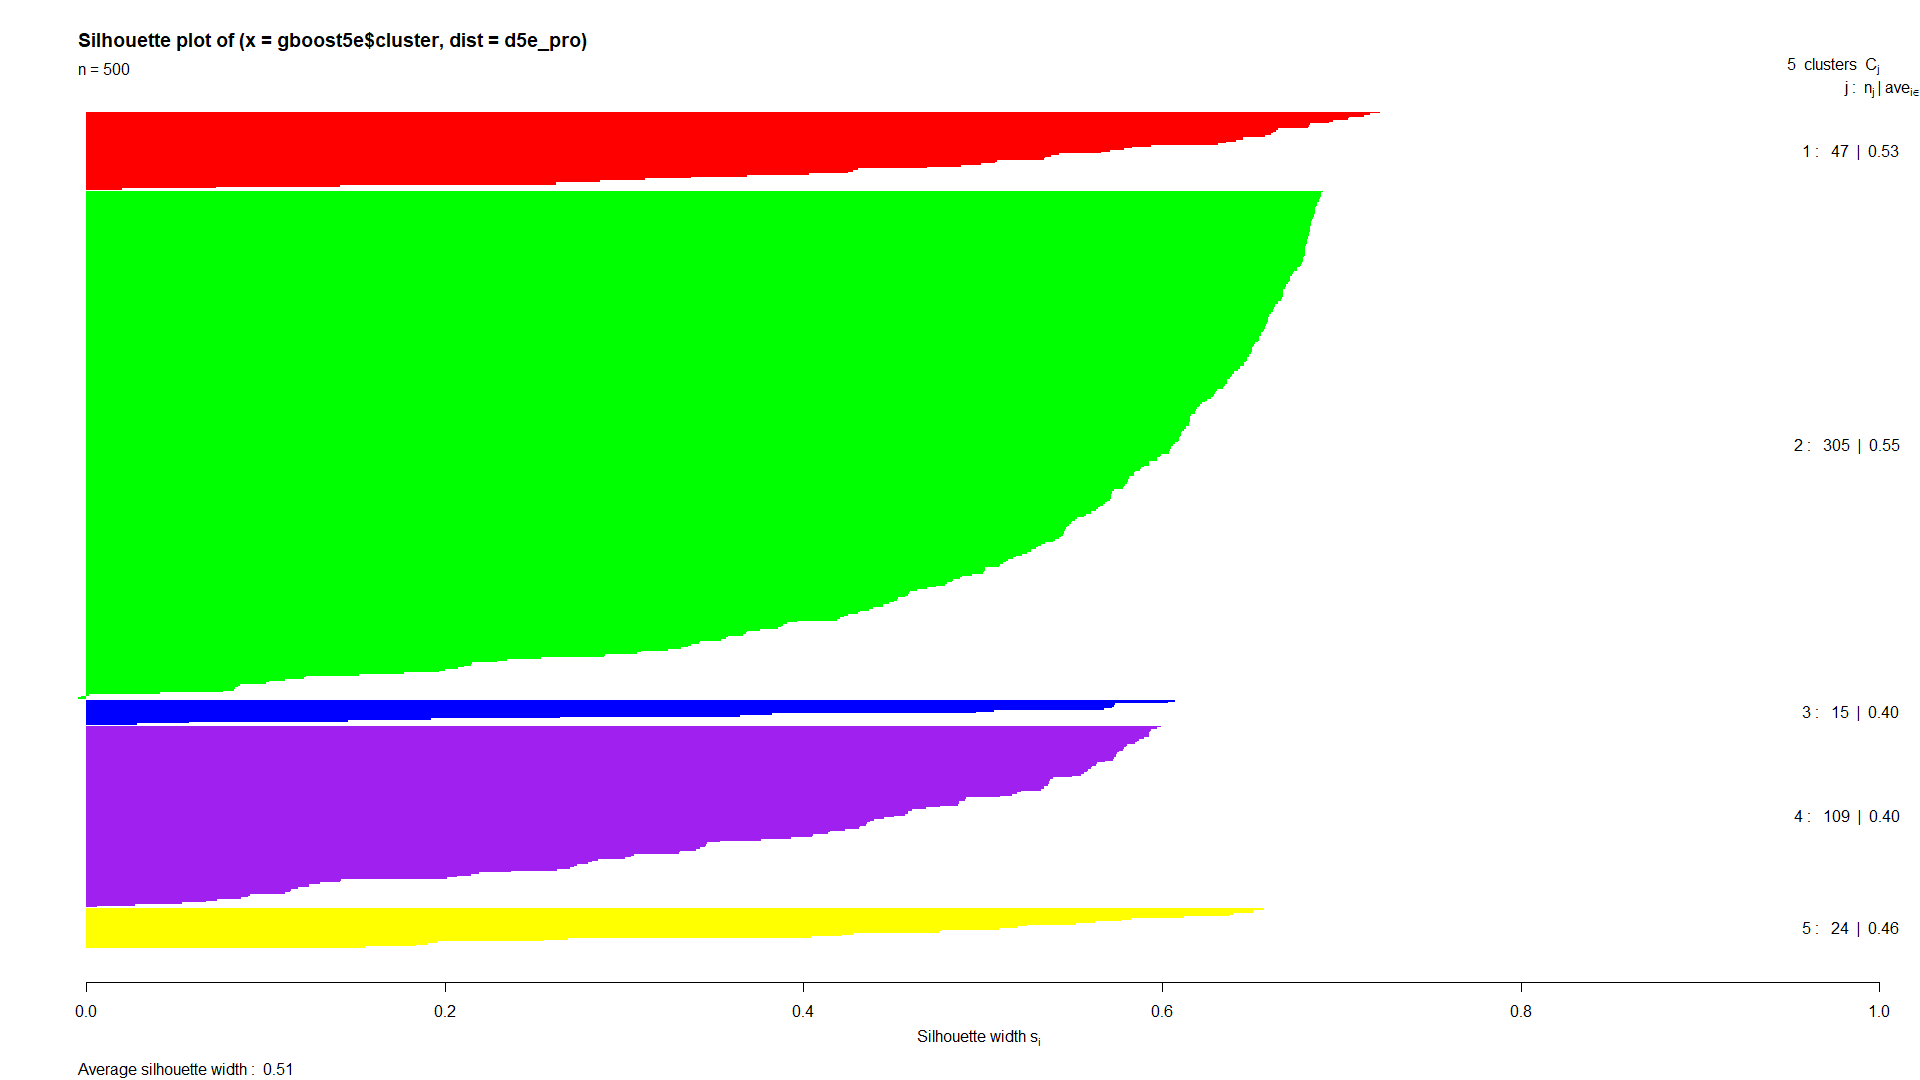 Silhouette plot of (x = gboost5e$cluster, dist = d5e_pro)
n = 500
5 clusters Cj
j : nj | avei∈
1 : 47 | 0.53
2 : 305 | 0.55
3 : 15 | 0.40
4 : 109 | 0.40
5 : 24 | 0.46
0.0 0.2 0.4 0.6 0.8 1.0
Silhouette width si
Average silhouette width : 0.51